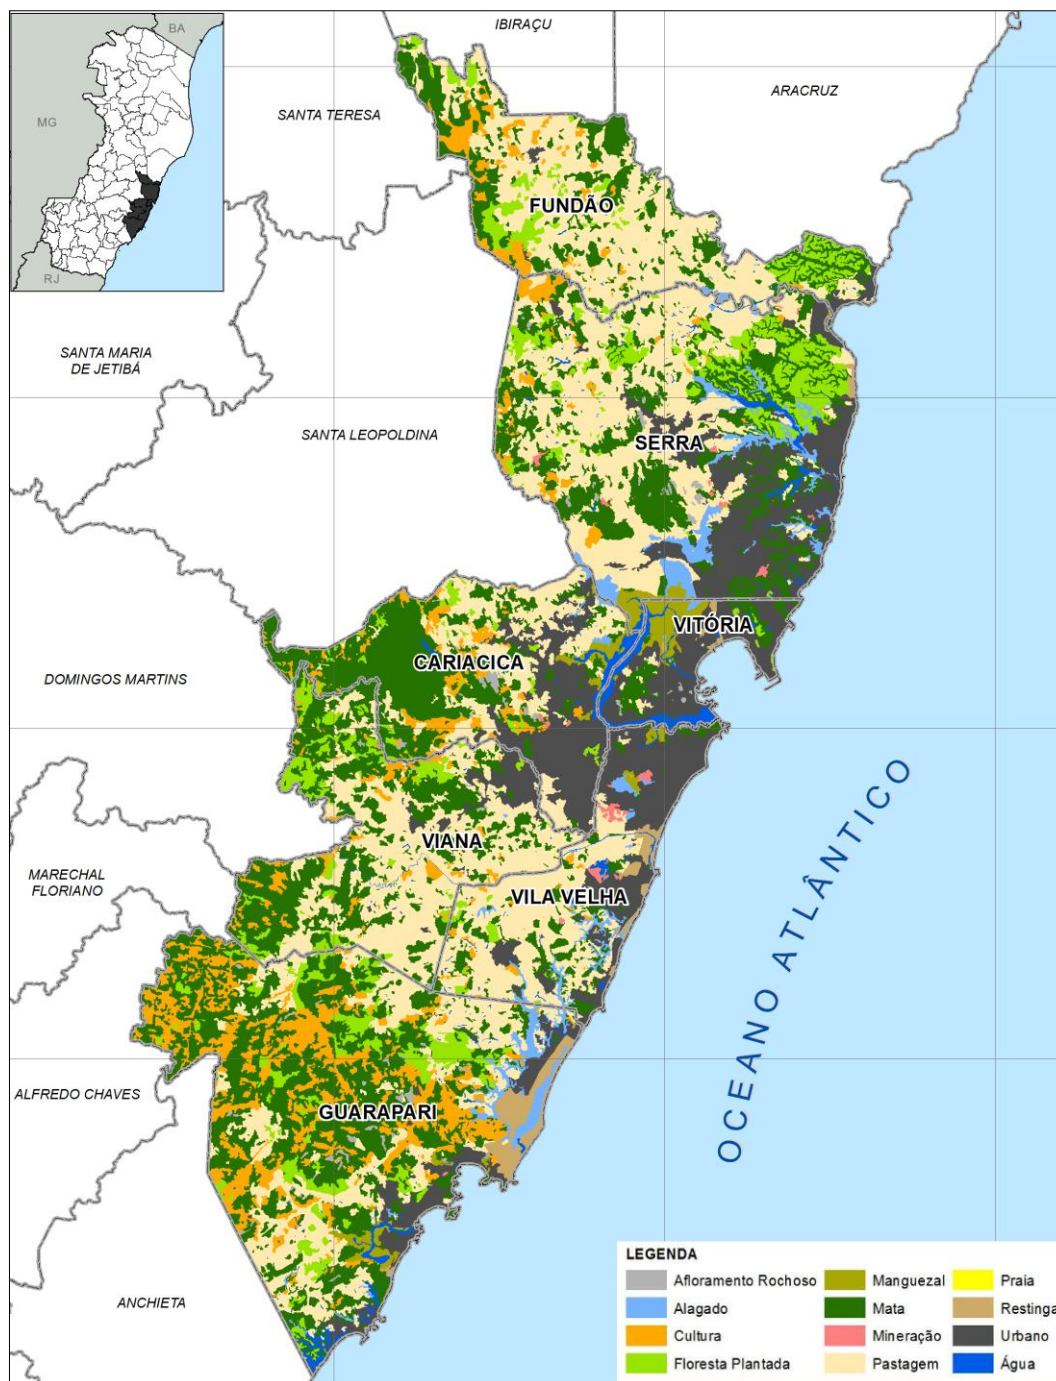 BA
MG
RJ
IBIRAÇU
ARACRUZ
SANTA TERESA
FUNDÃO
SANTA MARIA
DE JETIBÁ
SANTA LEOPOLDINA
SERRA
VITÓRIA
CARIACICA
DOMINGOS MARTINS
VIANA
MARECHAL
FLORIANO
VILA VELHA
OCEANO ATLÂNTICO
ALFREDO CHAVES
GUARAPARI
ANCHIETA
LEGENDA
Afloramento Rochoso
Alagado
Cultura
Floresta Plantada
Manguezal
Mata
Mineração
Pastagem
Praia
Restinga
Urbano
Água